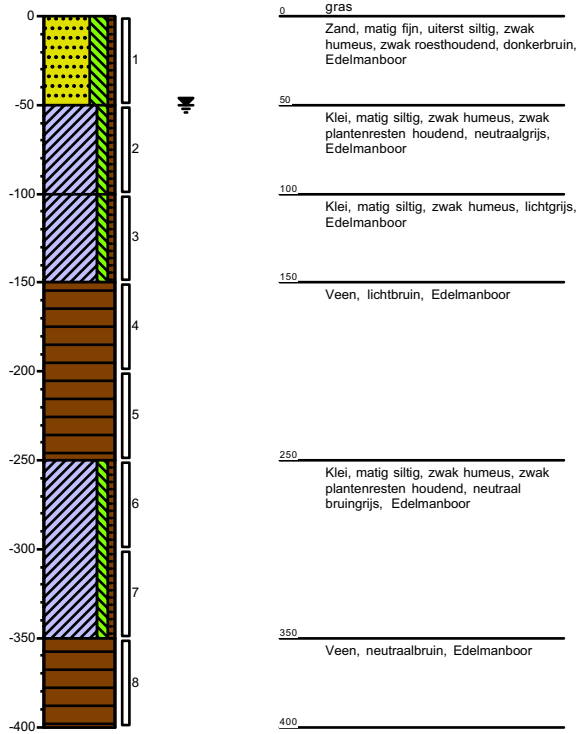 0
-50
-100
-150
-200
-250
-300
-350
-400
1
2
3
4
5
6
7
8
0
gras
Zand, matig fijn, uiterst siltig, zwak
humeus, zwak roesthoudend, donkerbruin,
Edelmanboor
50
Klei, matig siltig, zwak humeus, zwak
plantenresten houdend, neutraalgrijs,
Edelmanboor
100
Klei, matig siltig, zwak humeus, lichtgrijs,
Edelmanboor
150
Veen, lichtbruin, Edelmanboor
250
Klei, matig siltig, zwak humeus, zwak
plantenresten houdend, neutraal
bruingrijs, Edelmanboor
350
Veen, neutraalbruin, Edelmanboor
400